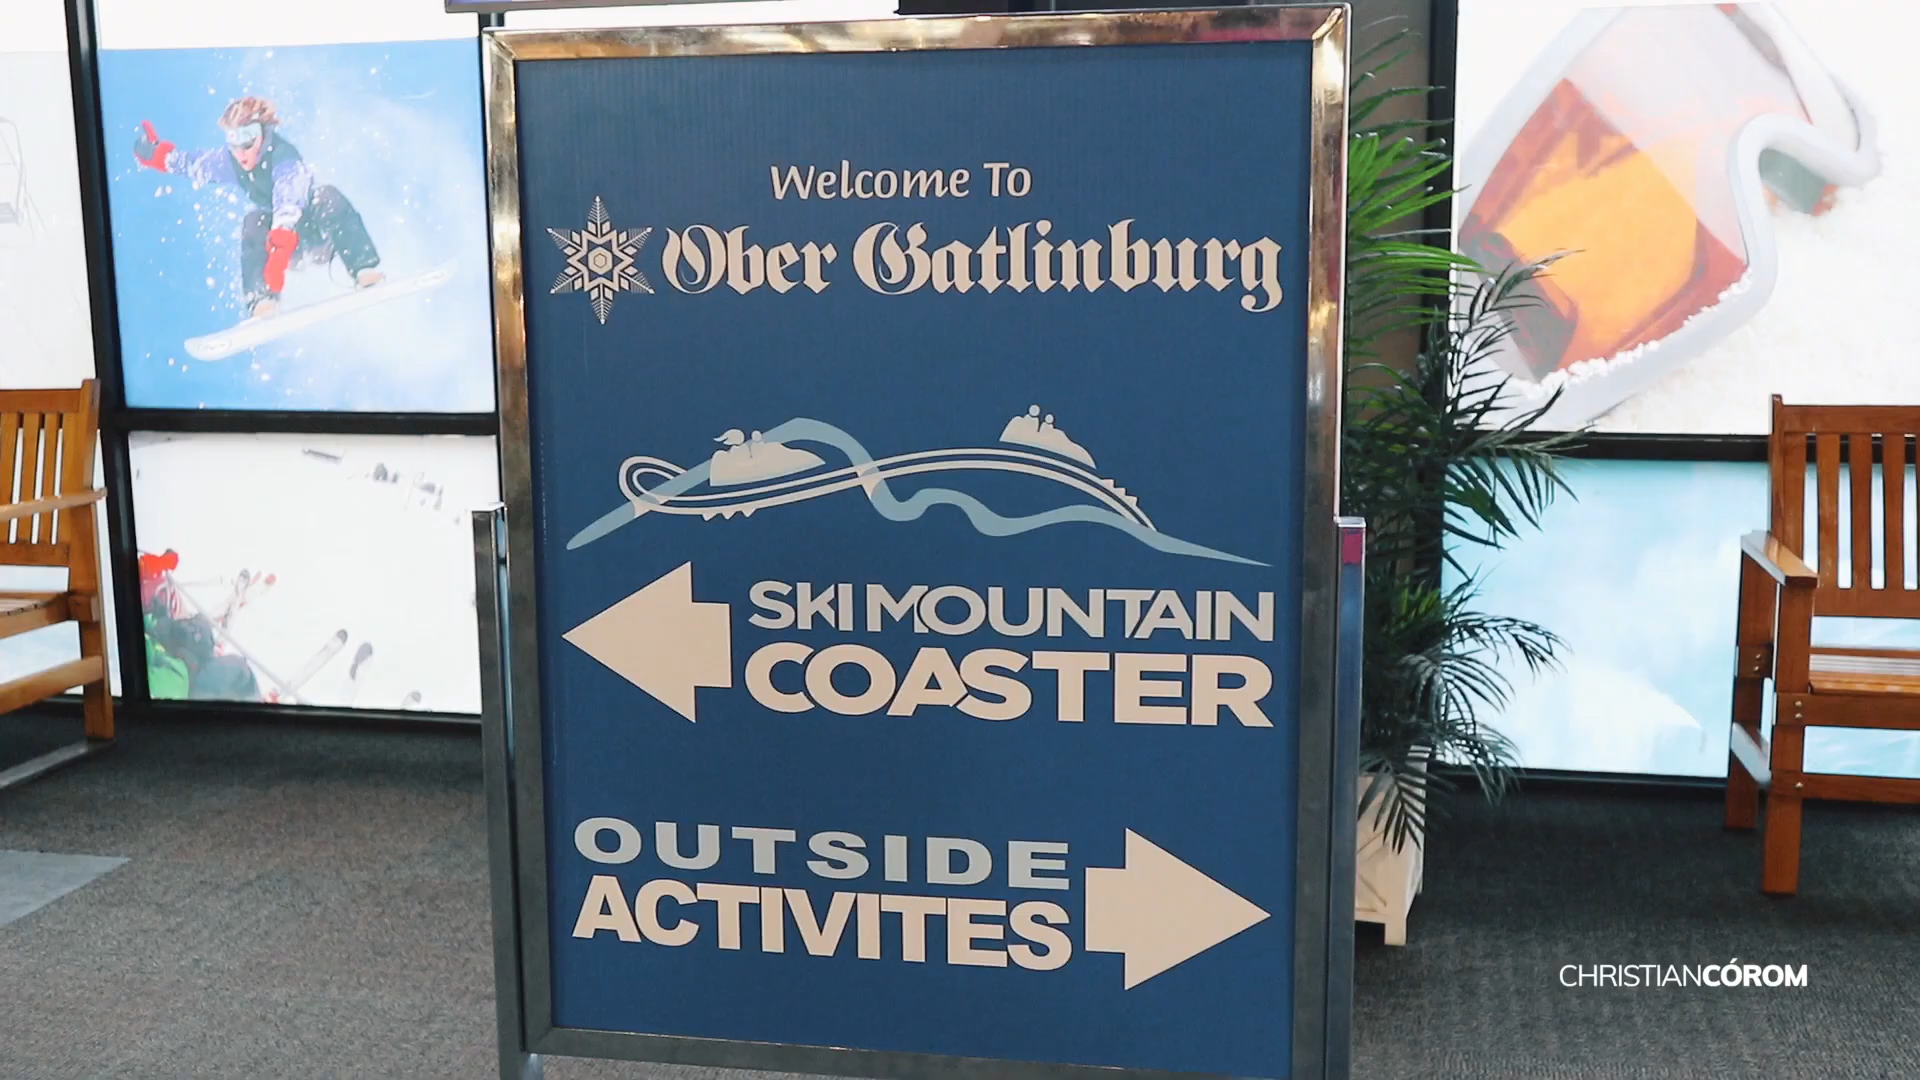 Welcome To
Ober Gatlinburg
SKI MOUNTAIN
COASTER
OUTSIDE
ACTIVITES
CHRISTIANCÓROM